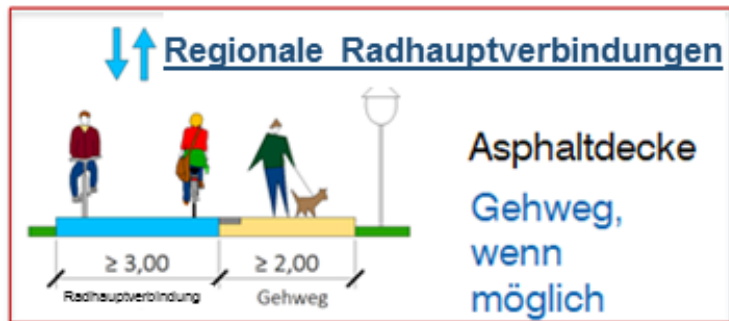 Regionale Radhauptverbindungen
Asphaltdecke
Gehweg,
wenn
möglich
≥ 3,00
≥ 2,00
Radhauptverbindung
Gehweg